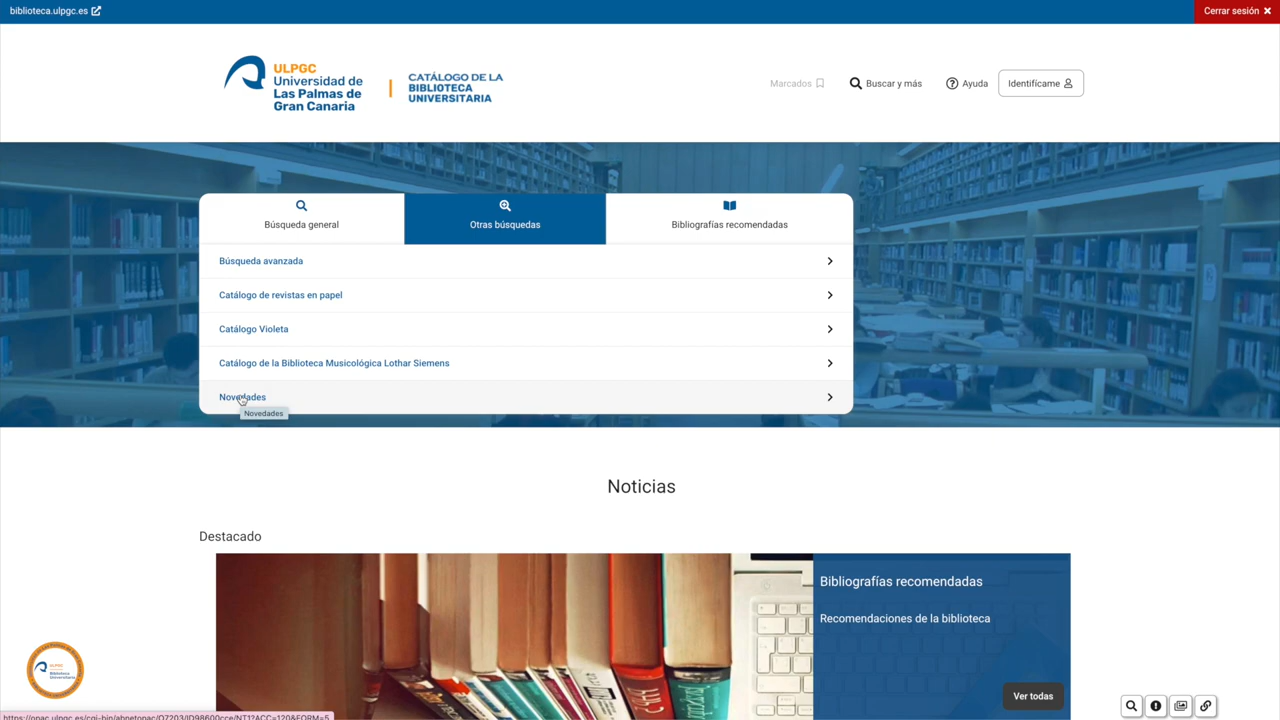 biblioteca.ulpgc.es
Cerrar sesión
ULPGC
Universidad de
Las Palmas de
Gran Canaria
CATÁLOGO DE LA
BIBLIOTECA
UNIVERSITARIA
Marcados
Buscar y más
Ayuda
Identifícame
Búsqueda general
Otras búsquedas
Bibliografías recomendadas
Búsqueda avanzada
Catálogo de revistas en papel
Catálogo Violeta
Catálogo de la Biblioteca Musicológica Lothar Siemens
Novedades
Novedades
Noticias
Destacado
Bibliografías recomendadas
Recomendaciones de la biblioteca
Ver todas
ULPGC
Biblioteca
Universitaria